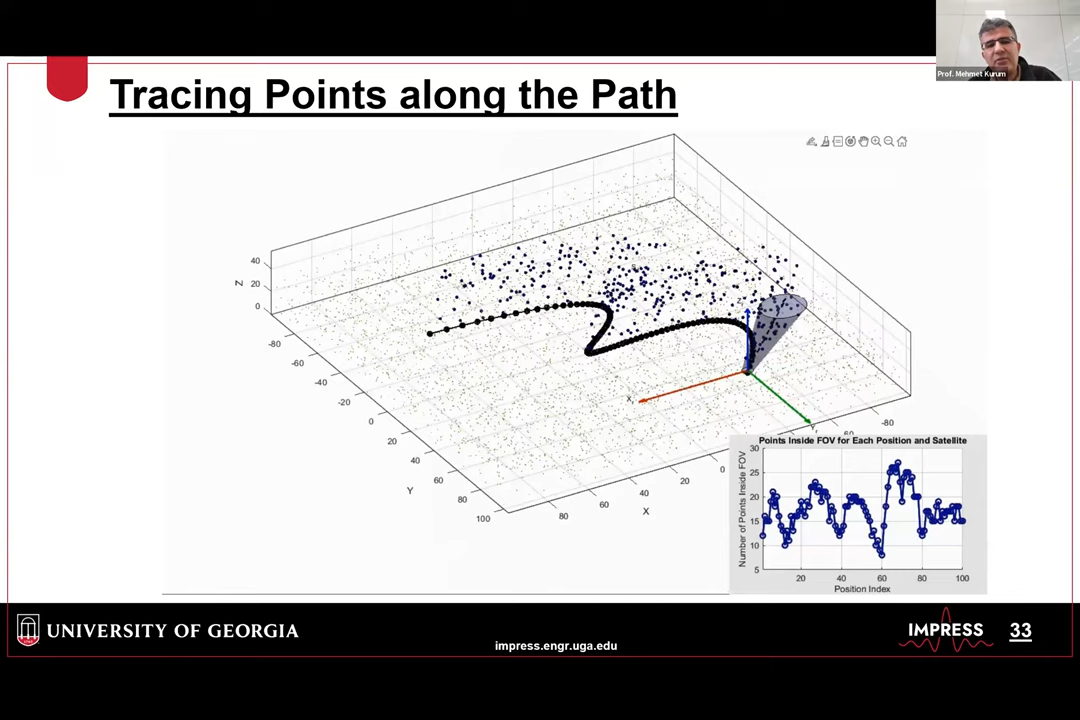 Prof. Mehmet Kurum
Tracing Points along the Path
40
20
0
Z
-80
-60
-40
-20
0
20
40
60
80
100
Y
80
60
40
20
0
-80
X
Points Inside FOV for Each Position and Satellite
Number of Points Inside FOV
30
25
20
15
10
5
20
40
60
80
100
Position Index
UNIVERSITY OF GEORGIA
impress.engr.uga.edu
IMPRESS
33